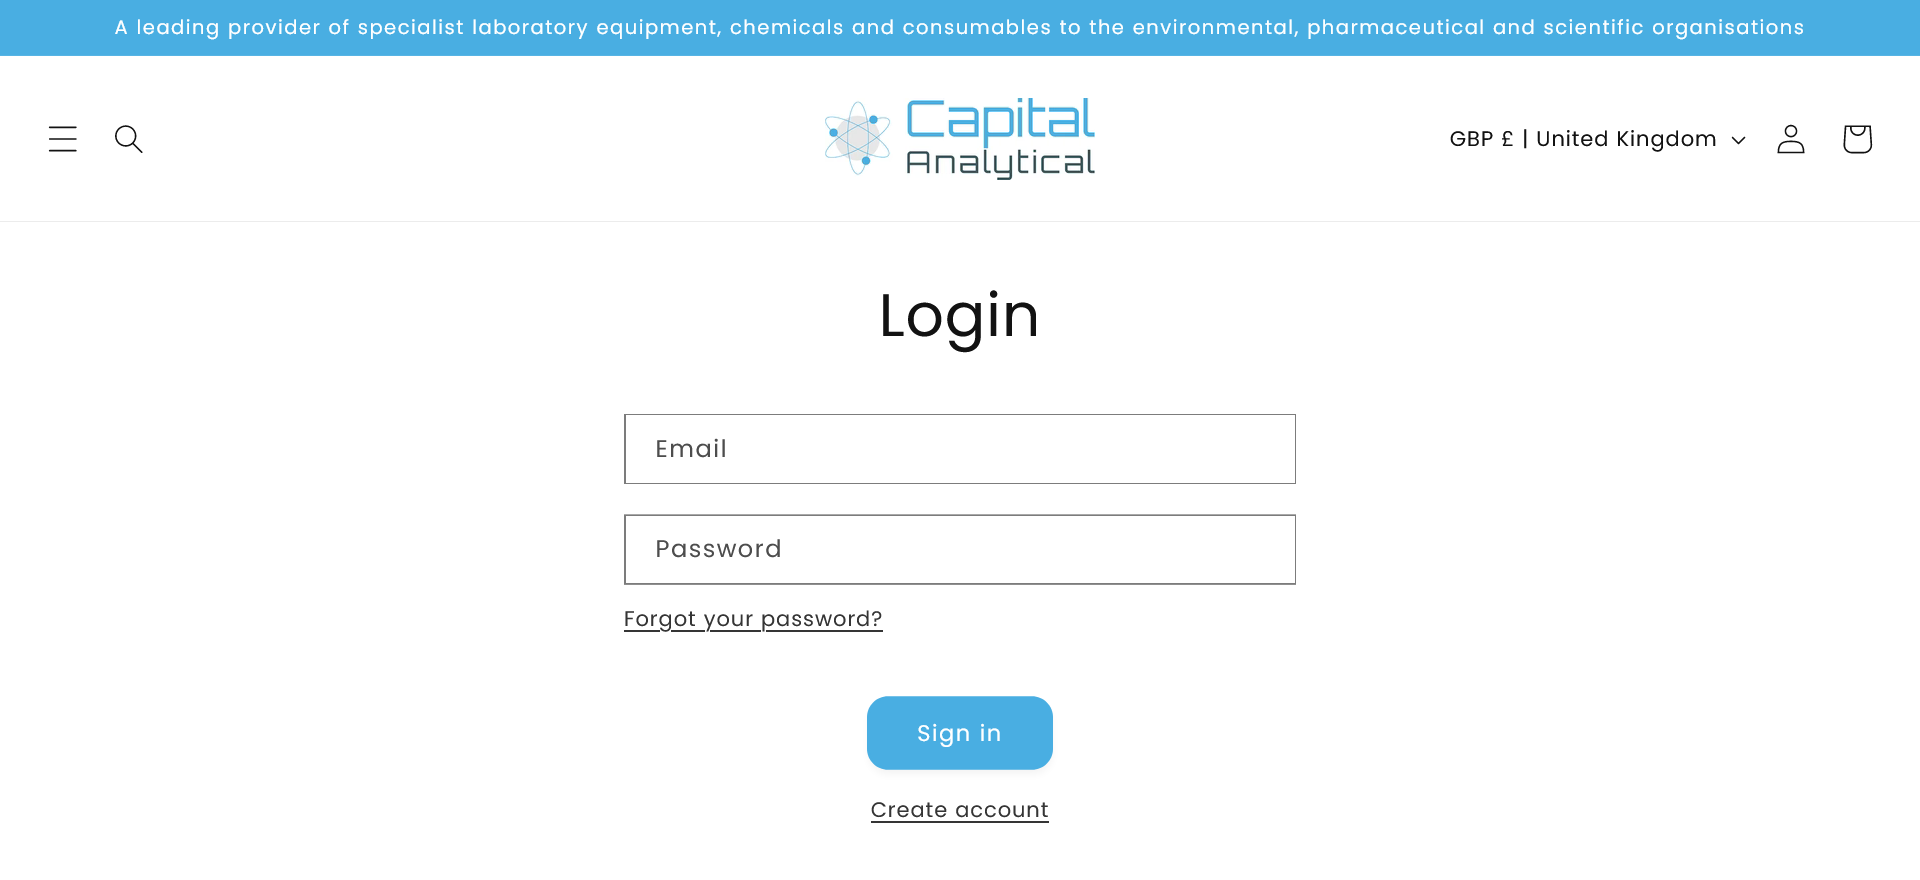 A leading provider of specialist laboratory equipment, chemicals and consumables to the environmental, pharmaceutical and scientific organisations
Capital
Analytical
GBP £ | United Kingdom
Login
Email
Password
Forgot your password?
Sign in
Create account